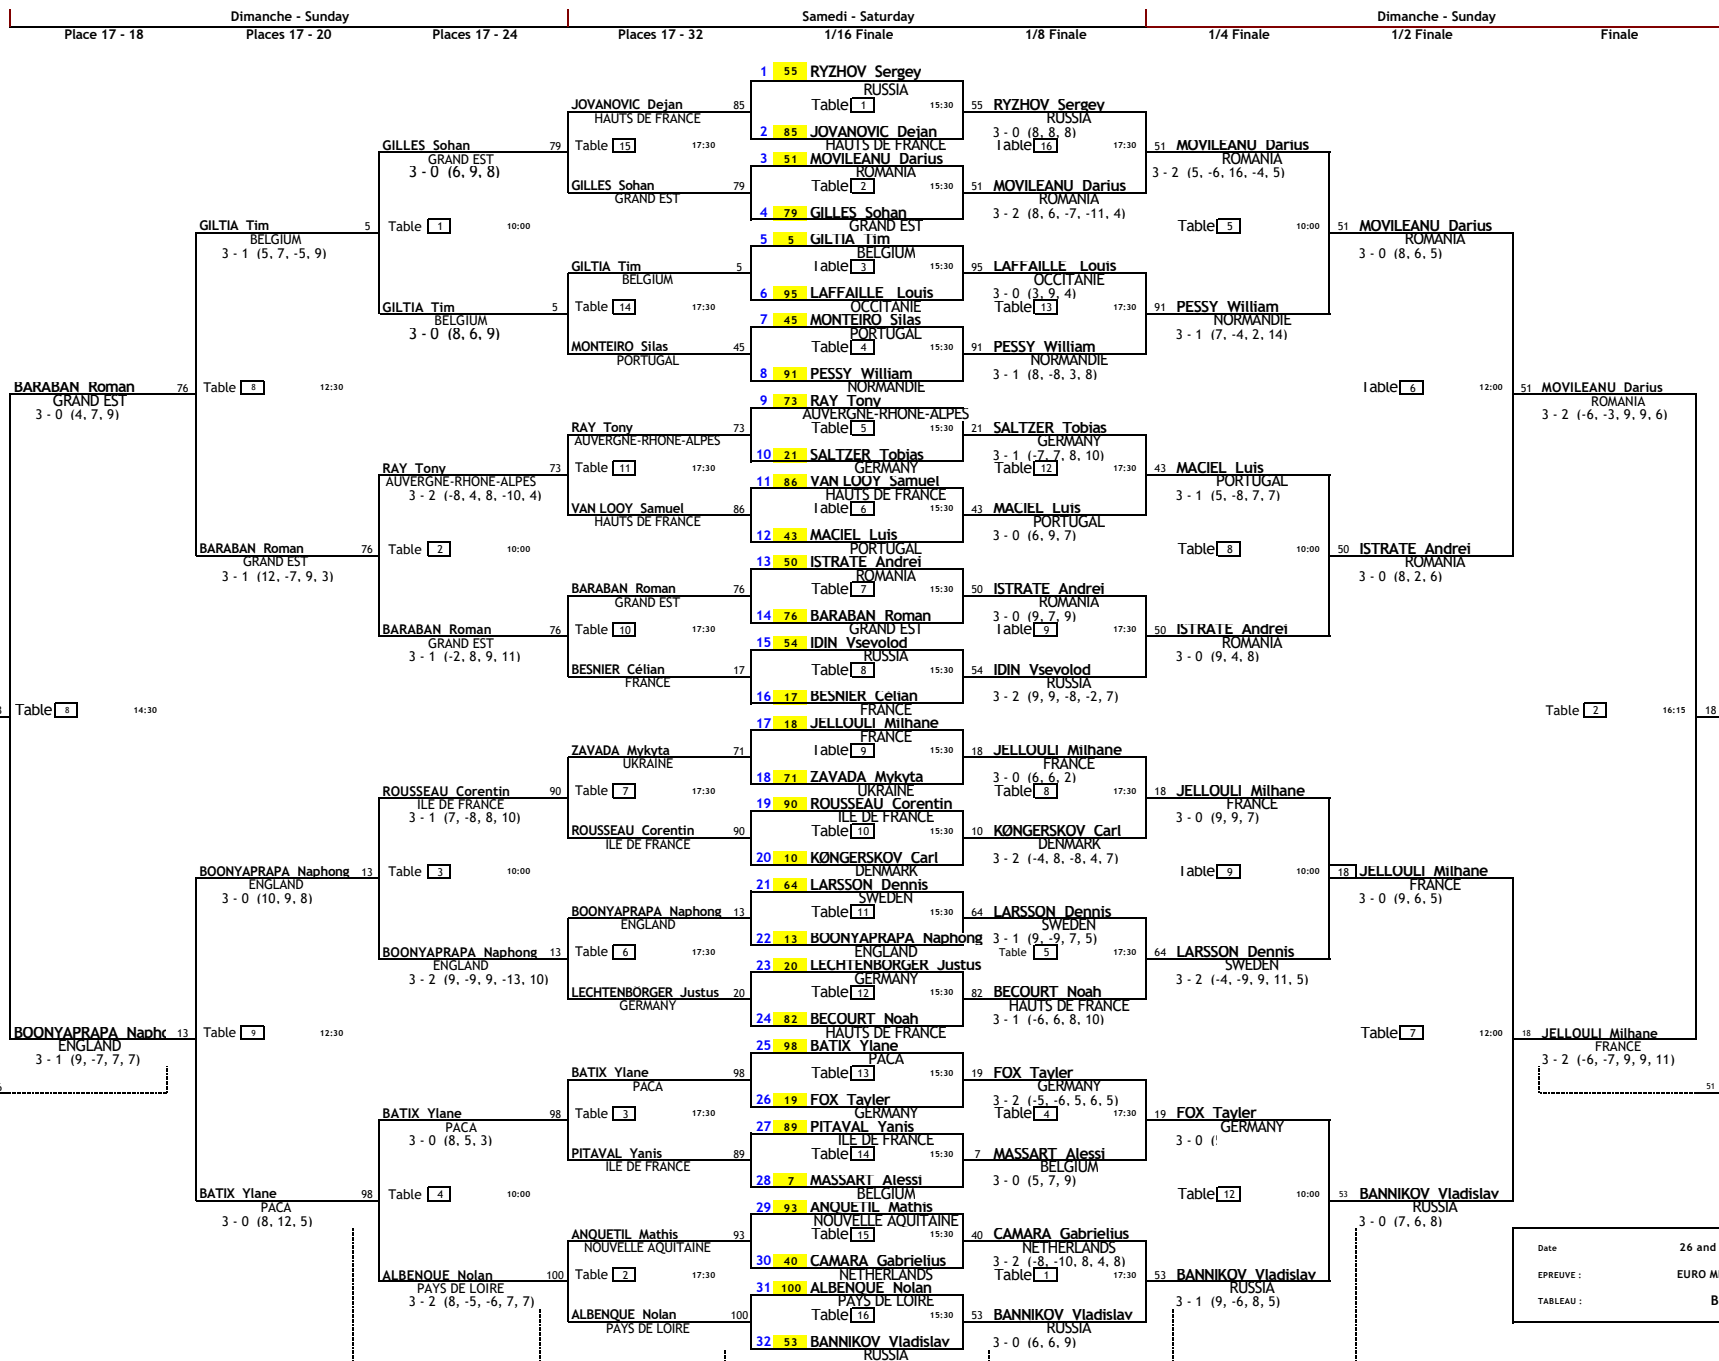 Dimanche - Sunday
Samedi - Saturday
Dimanche - Sunday
Place 17 - 18
Places 17 - 20
Places 17 - 24
Places 17 - 32
1/16 Finale
1/8 Finale
1/4 Finale
1/2 Finale
Finale
BARABAN Roman 76
GRAND EST
3 - 0 (4, 7, 9)
Table 8 14:30
BOONYAPRAPA Naph 13
ENGLAND
3 - 1 (9, -7, 7, 7)
GILTIA Tim 5
BELGIUM
3 - 1 (5, 7, -5, 9)
Table 8 12:30
BARABAN Roman 76
GRAND EST
3 - 1 (12, -7, 9, 3)
BOONYAPRAPA Naphong 13
ENGLAND
3 - 0 (10, 9, 8)
Table 9 12:30
BATIX Ylane 98
PACA
3 - 0 (8, 12, 5)
GILLES Sohan 79
GRAND EST
3 - 0 (6, 9, 8)
Table 1 10:00
GILTIA Tim 5
BELGIUM
3 - 0 (8, 6, 9)
RAY Tony 73
AUVERGNE-RHONE-ALPES
3 - 2 (-8, 4, 8, -10, 4)
Table 2 10:00
BARABAN Roman 76
GRAND EST
3 - 1 (-2, 8, 9, 11)
ROUSSEAU Corentin 90
ILE DE FRANCE
3 - 1 (7, -8, 8, 10)
Table 3 10:00
BOONYAPRAPA Naphong 13
ENGLAND
3 - 2 (9, -9, 9, -13, 10)
BATIX Ylane 98
PACA
3 - 0 (8, 5, 3)
Table 4 10:00
ALBENQUE Nolan 100
PAYS DE LOIRE
3 - 2 (8, -5, -6, 7, 7)
JOVANOVIC Dejan 85
HAUTS DE FRANCE
Table 15 17:30
GILLES Sohan 79
GRAND EST
GILTIA Tim 5
BELGIUM
Table 14 17:30
MONTEIRO Silas 45
PORTUGAL
RAY Tony 73
AUVERGNE-RHONE-ALPES
Table 11 17:30
VAN LOOY Samuel 86
HAUTS DE FRANCE
BARABAN Roman 76
GRAND EST
Table 10 17:30
BESNIER Célian 17
FRANCE
ZAVADA Mykyta 71
UKRAINE
Table 7 17:30
ROUSSEAU Corentin 90
ILE DE FRANCE
BOONYAPRAPA Naphong 13
ENGLAND
Table 6 17:30
LECHTENBÖRGER Justus 20
GERMANY
BATIX Ylane 98
PACA
Table 3 17:30
PITAVAL Yanis 89
ILE DE FRANCE
ANQUETIL Mathis 93
NOUVELLE AQUITAINE
Table 2 17:30
ALBENQUE Nolan 100
PAYS DE LOIRE
1 55 RYZHOV Sergey
RUSSIA
Table 1 15:30
2 85 JOVANOVIC Dejan
HAUTS DE FRANCE
3 51 MOVILEANU Darius
ROMANIA
Table 2 15:30
4 79 GILLES Sohan
GRAND EST
5 5 GILTIA Tim
BELGIUM
Table 3 15:30
6 95 LAFFAILLE Louis
OCCITANIE
7 45 MONTEIRO Silas
PORTUGAL
Table 4 15:30
8 91 PESSY William
NORMANDIE
9 73 RAY Tony
AUVERGNE-RHONE-ALPES
Table 5 15:30
10 21 SALTZER Tobias
GERMANY
11 86 VAN LOOY Samuel
HAUTS DE FRANCE
Table 6 15:30
12 43 MACIEL Luis
PORTUGAL
13 50 ISTRATE Andrei
ROMANIA
Table 7 15:30
14 76 BARABAN Roman
GRAND EST
15 54 IDIN Vsevolod
RUSSIA
Table 8 15:30
16 17 BESNIER Célian
FRANCE
17 18 JELLOULI Milhane
FRANCE
Table 9 15:30
18 71 ZAVADA Mykyta
UKRAINE
19 90 ROUSSEAU Corentin
ILE DE FRANCE
Table 10 15:30
20 10 KØNGERSKOV Carl
DENMARK
21 64 LARSSON Dennis
SWEDEN
Table 11 15:30
22 13 BOONYAPRAPA Naphong
ENGLAND
23 20 LECHTENBÖRGER Justus
GERMANY
Table 12 15:30
24 82 BECOURT Noah
HAUTS DE FRANCE
25 98 BATIX Ylane
PACA
Table 13 15:30
26 19 FOX Tayler
GERMANY
27 89 PITAVAL Yanis
ILE DE FRANCE
Table 14 15:30
28 7 MASSART Alessi
BELGIUM
29 93 ANQUETIL Mathis
NOUVELLE AQUITAINE
Table 15 15:30
30 40 CAMARA Gabrielius
NETHERLANDS
31 100 ALBENQUE Nolan
PAYS DE LOIRE
Table 16 15:30
32 53 BANNIKOV Vladislav
RUSSIA
55 RYZHOV Sergey
RUSSIA
3 - 0 (8, 8, 8)
Table 16 17:30
51 MOVILEANU Darius
ROMANIA
3 - 2 (8, 6, -7, -11, 4)
95 LAFFAILLE Louis
OCCITANIE
3 - 0 (3, 9, 4)
Table 13 17:30
91 PESSY William
NORMANDIE
3 - 1 (8, -8, 3, 8)
21 SALTZER Tobias
GERMANY
3 - 1 (-7, 7, 8, 10)
Table 12 17:30
43 MACIEL Luis
PORTUGAL
3 - 0 (6, 9, 7)
50 ISTRATE Andrei
ROMANIA
3 - 0 (9, 7, 9)
Table 9 17:30
54 IDIN Vsevolod
RUSSIA
3 - 2 (9, 9, -8, -2, 7)
18 JELLOULI Milhane
FRANCE
3 - 0 (6, 6, 2)
Table 8 17:30
10 KØNGERSKOV Carl
DENMARK
3 - 2 (-4, 8, -8, 4, 7)
64 LARSSON Dennis
SWEDEN
3 - 1 (9, -9, 7, 5)
Table 5 17:30
82 BECOURT Noah
HAUTS DE FRANCE
3 - 1 (-6, 6, 8, 10)
19 FOX Tayler
GERMANY
3 - 2 (-5, -6, 5, 6, 5)
Table 4 17:30
7 MASSART Alessi
BELGIUM
3 - 0 (5, 7, 9)
40 CAMARA Gabrielius
NETHERLANDS
3 - 2 (-8, -10, 8, 4, 8)
Table 1 17:30
53 BANNIKOV Vladislav
RUSSIA
3 - 0 (6, 6, 9)
51 MOVILEANU Darius
ROMANIA
3 - 2 (5, -6, 16, -4, 5)
Table 5 10:00
91 PESSY William
NORMANDIE
3 - 1 (7, -4, 2, 14)
43 MACIEL Luis
PORTUGAL
3 - 1 (5, -8, 7, 7)
Table 8 10:00
50 ISTRATE Andrei
ROMANIA
3 - 0 (9, 4, 8)
18 JELLOULI Milhane
FRANCE
3 - 0 (9, 9, 7)
Table 9 10:00
64 LARSSON Dennis
SWEDEN
3 - 2 (-4, -9, 9, 11, 5)
19 FOX Tayler
GERMANY
3 - 0 (
Table 12 10:00
53 BANNIKOV Vladislav
RUSSIA
3 - 1 (9, -6, 8, 5)
51 MOVILEANU Darius
ROMANIA
3 - 0 (8, 6, 5)
Table 6 12:00
50 ISTRATE Andrei
ROMANIA
3 - 0 (8, 2, 6)
18 JELLOULI Milhane
FRANCE
3 - 0 (9, 6, 5)
Table 7 12:00
53 BANNIKOV Vladislav
RUSSIA
3 - 0 (7, 6, 8)
51 MOVILEANU Darius
ROMANIA
3 - 2 (-6, -3, 9, 9, 6)
Table 2 16:15 18
18 JELLOULI Milhane
FRANCE
3 - 2 (-6, -7, 9, 9, 11)
51
Date 26 and
EPREUVE : EURO M
TABLEAU : B